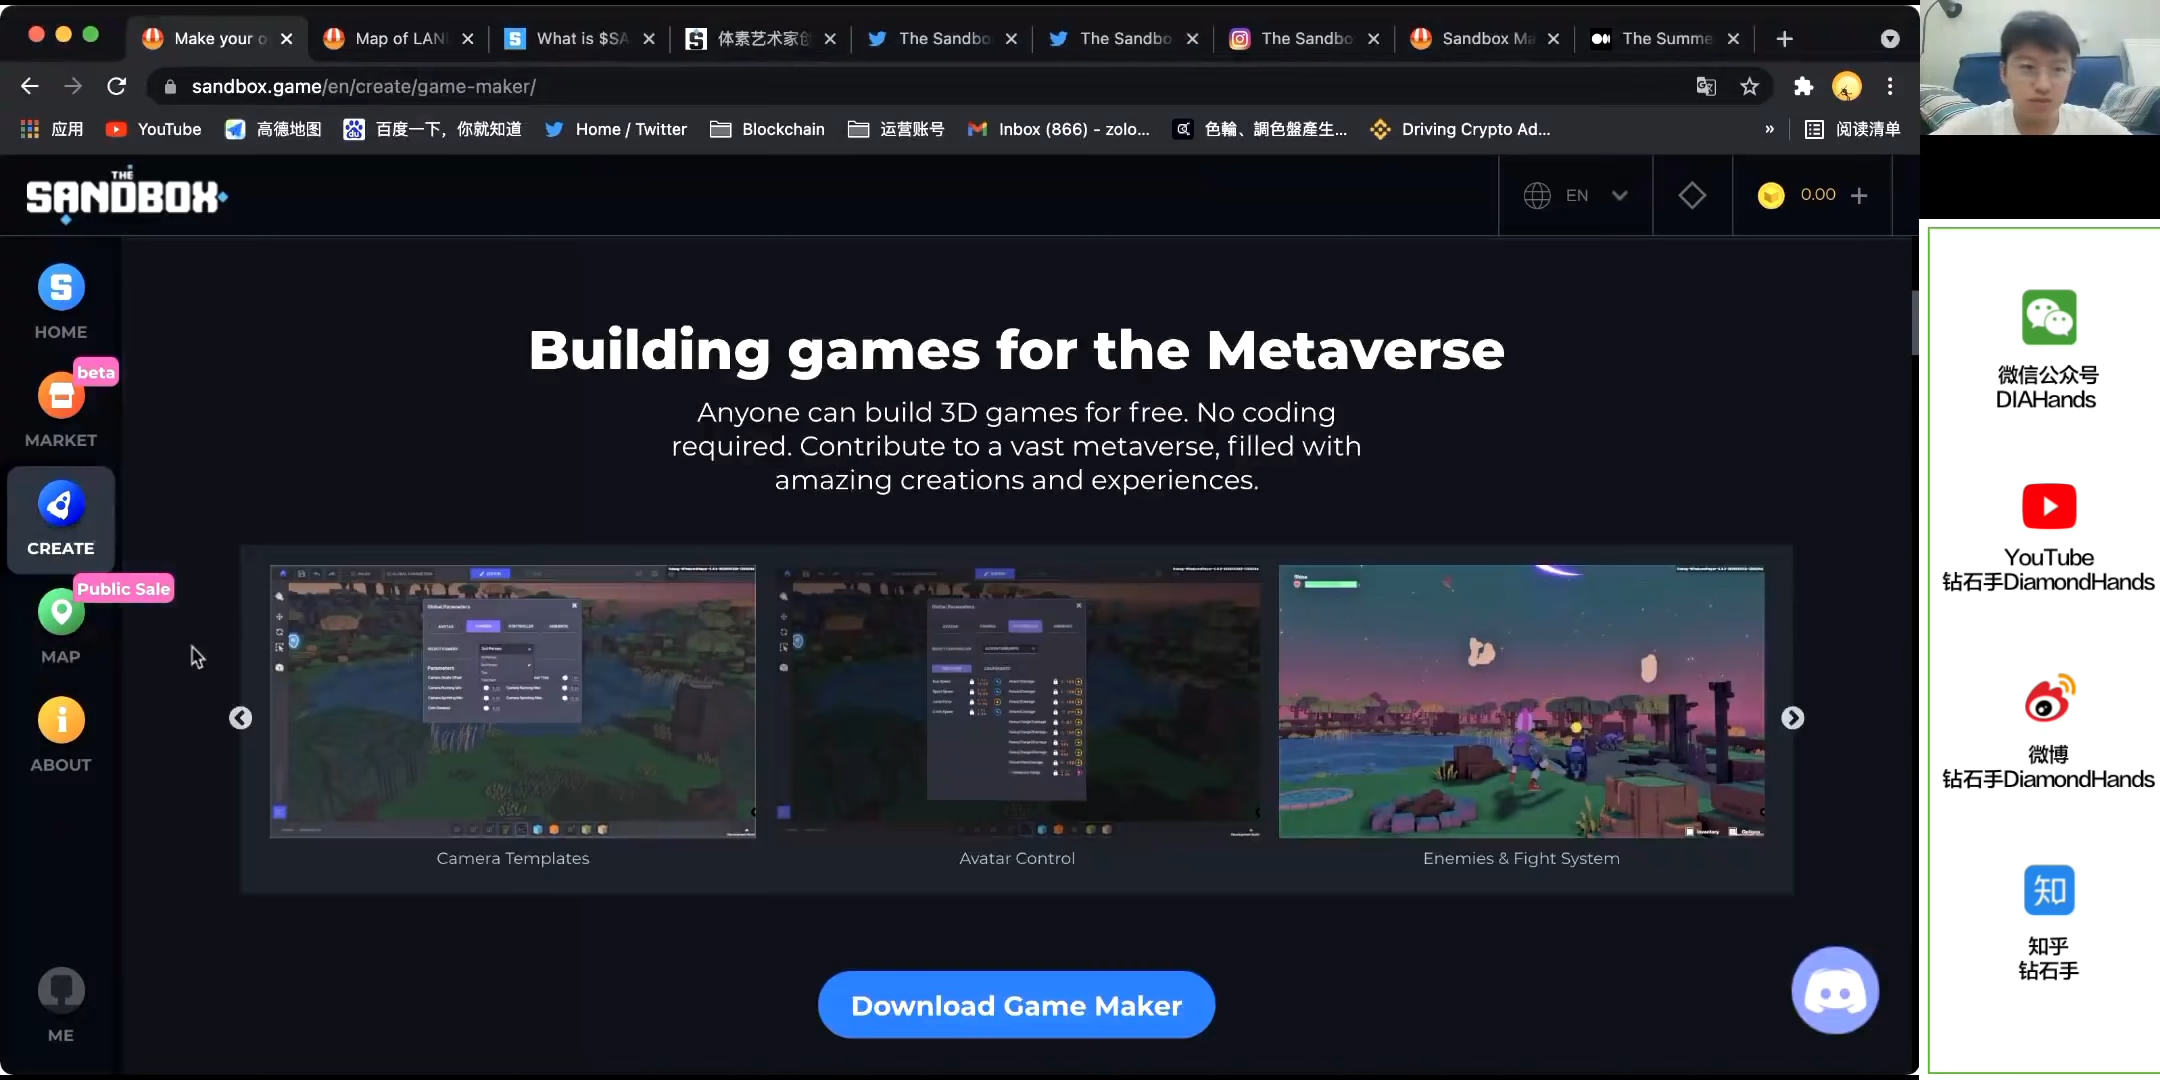 Make your o
Map of LAN
What is $SA
体素艺术家创
The Sandbo
The Sandbo
The Sandbo
Sandbox Ma
The Summe
sandbox.game/en/create/game-maker/
应用
YouTube
高德地图
百度一下，你就知道
Home / Twitter
Blockchain
运营账号
Inbox (866) - zolo...
色輪、調色盤產生...
Driving Crypto Ad...
»
阅读清单
THE
SANDBOX
EN
0.00
HOME
beta
MARKET
CREATE
Public Sale
MAP
ABOUT
ME
Building games for the Metaverse
Anyone can build 3D games for free. No coding
required. Contribute to a vast metaverse, filled with
amazing creations and experiences.
Global Parameters
Global Parameters
Camera Templates
Avatar Control
Enemies & Fight System
Download Game Maker
微信公众号
DIAHands
YouTube
钻石手DiamondHands
微博
钻石手DiamondHands
知
知乎
钻石手